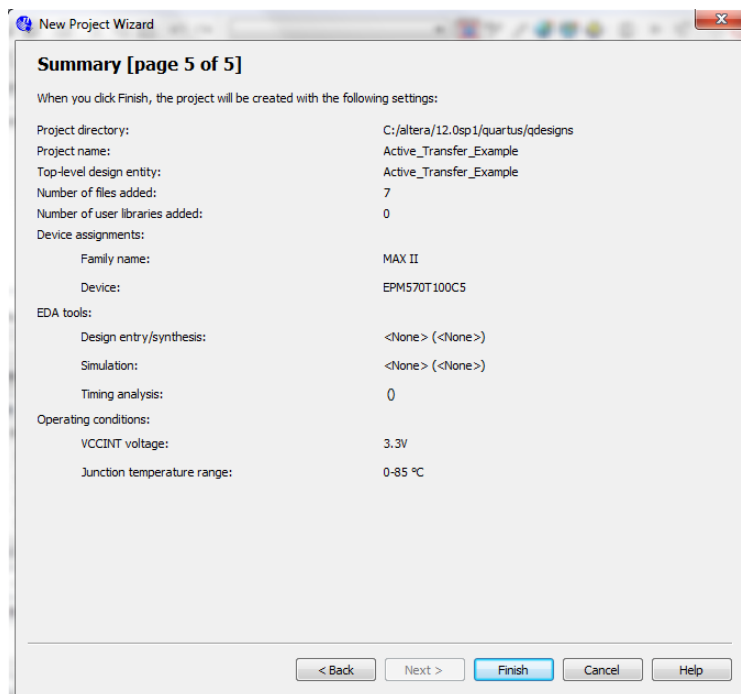 New Project Wizard
Summary [page 5 of 5]
When you click Finish, the project will be created with the following settings:
Project directory: C:/altera/12.0sp1/quartus/qdesigns
Project name: Active_Transfer_Example
Top-level design entity: Active_Transfer_Example
Number of files added: 7
Number of user libraries added: 0
Device assignments:
Family name: MAX II
Device: EPM570T100C5
EDA tools:
Design entry/synthesis: <None> (<None>)
Simulation: <None> (<None>)
Timing analysis: ()
Operating conditions:
VCCINT voltage: 3.3V
Junction temperature range: 0-85 °C
< Back Next > Finish Cancel Help